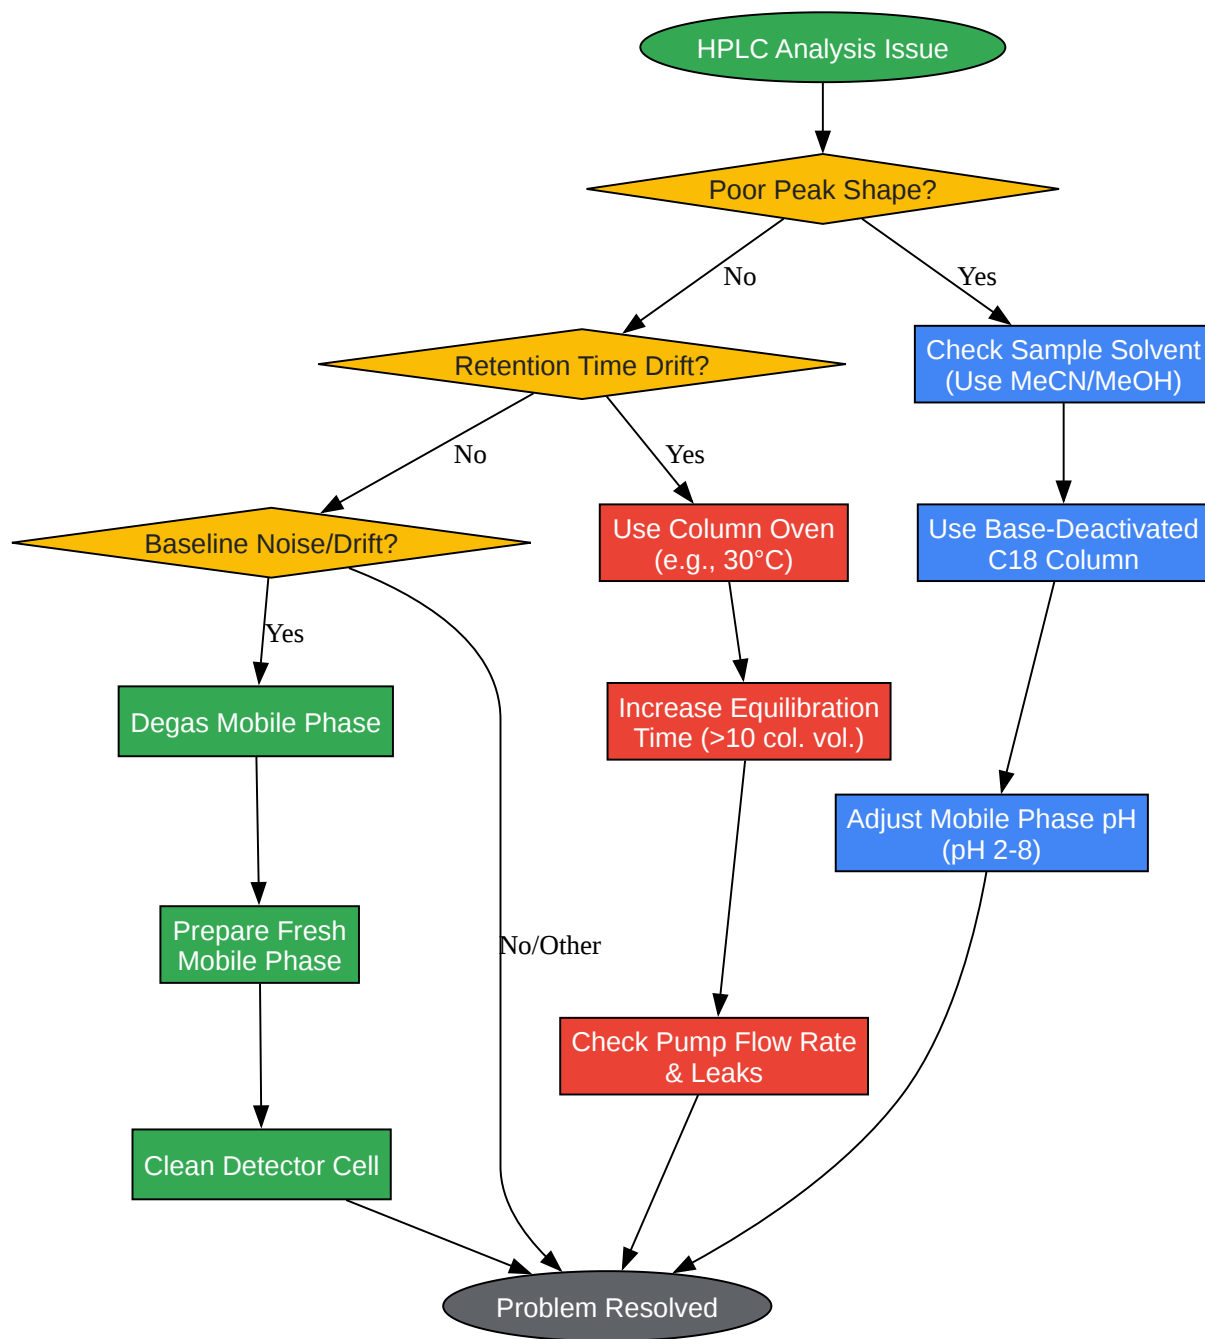 HPLC Analysis Issue
Poor Peak Shape?
No
Yes
Retention Time Drift?
Check Sample Solvent
(Use MeCN/MeOH)
No
Yes
Baseline Noise/Drift?
Use Column Oven
(e.g., 30°C)
Use Base-Deactivated
C18 Column
Yes
Degas Mobile Phase
Increase Equilibration
Time (>10 col. vol.)
Adjust Mobile Phase pH
(pH 2-8)
Prepare Fresh
Mobile Phase
No/Other
Check Pump Flow Rate
& Leaks
Clean Detector Cell
Problem Resolved